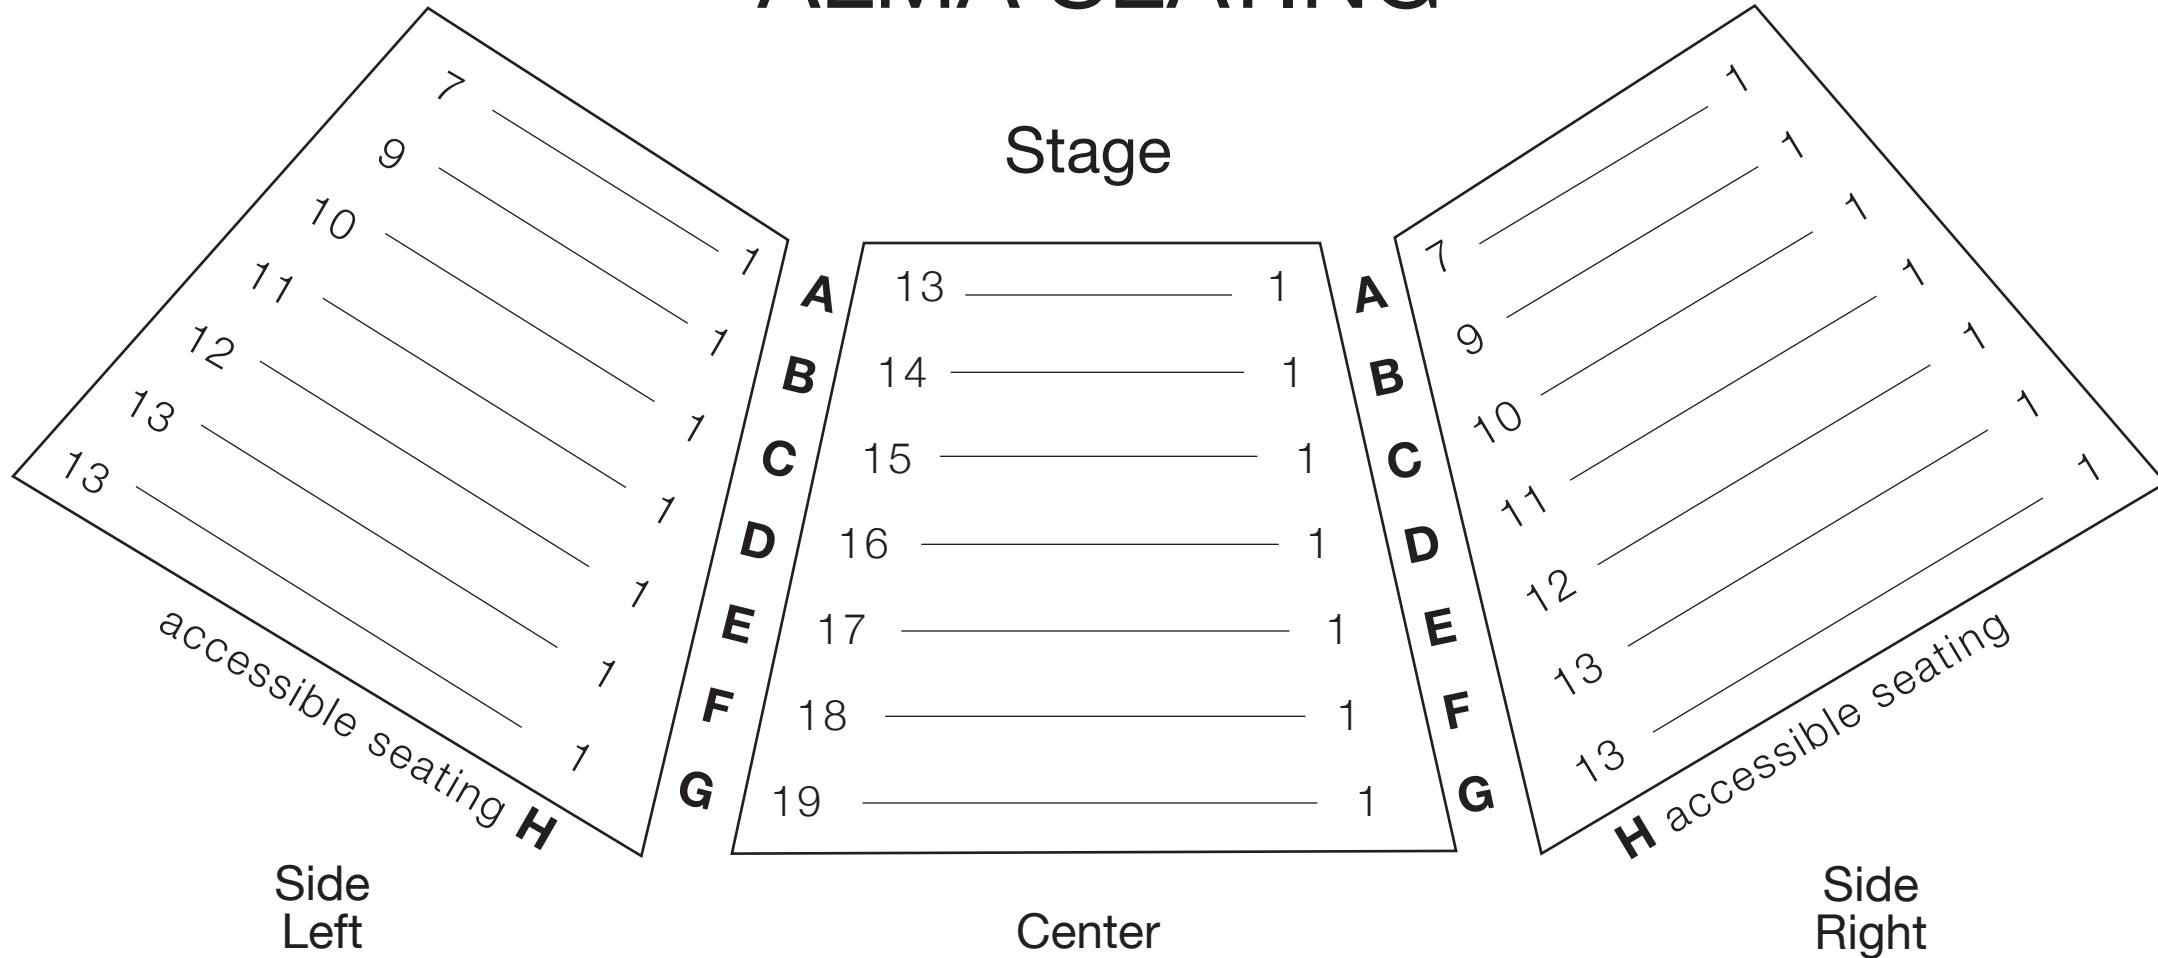 ALMA SEATING
Stage
7 1
9 1
10 1
11 1
12 1
13 1
13 1
accessible seating H
Side
Left
A
B
C
D
E
F
G
13 1
14 1
15 1
16 1
17 1
18 1
19 1
Center
A
B
C
D
E
F
G
7 1
9 1
10 1
11 1
12 1
13 1
13 1
H accessible seating
Side
Right